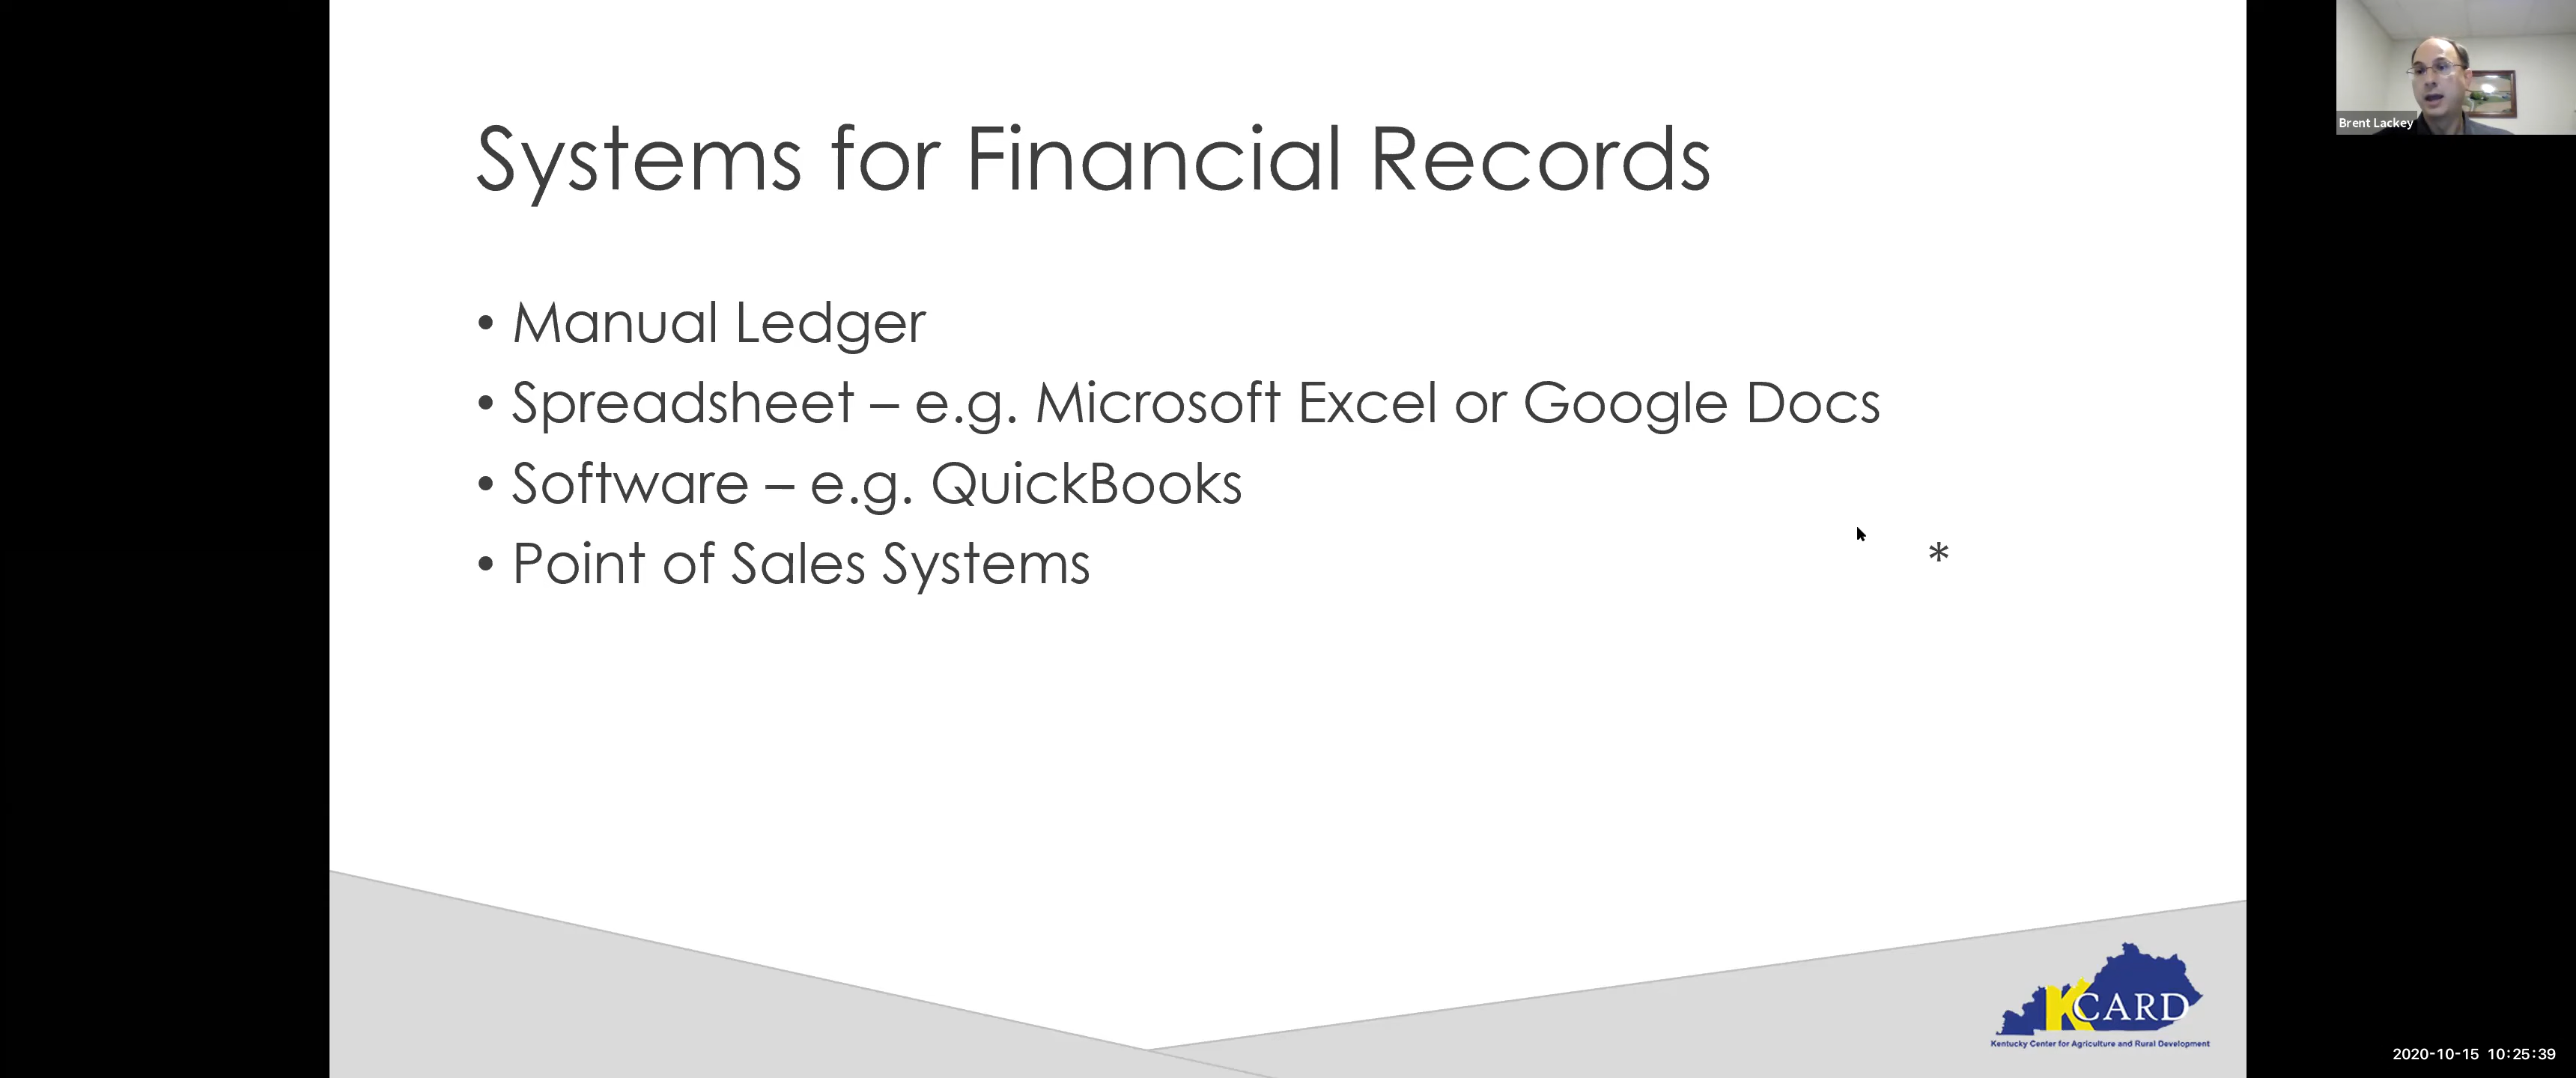 Systems for Financial Records
• Manual Ledger
• Spreadsheet – e.g. Microsoft Excel or Google Docs
• Software – e.g. QuickBooks
• Point of Sales Systems
*
Brent Lackey
KCARD
Kentucky Center for Agriculture and Rural Development
2020-10-15 10:25:39